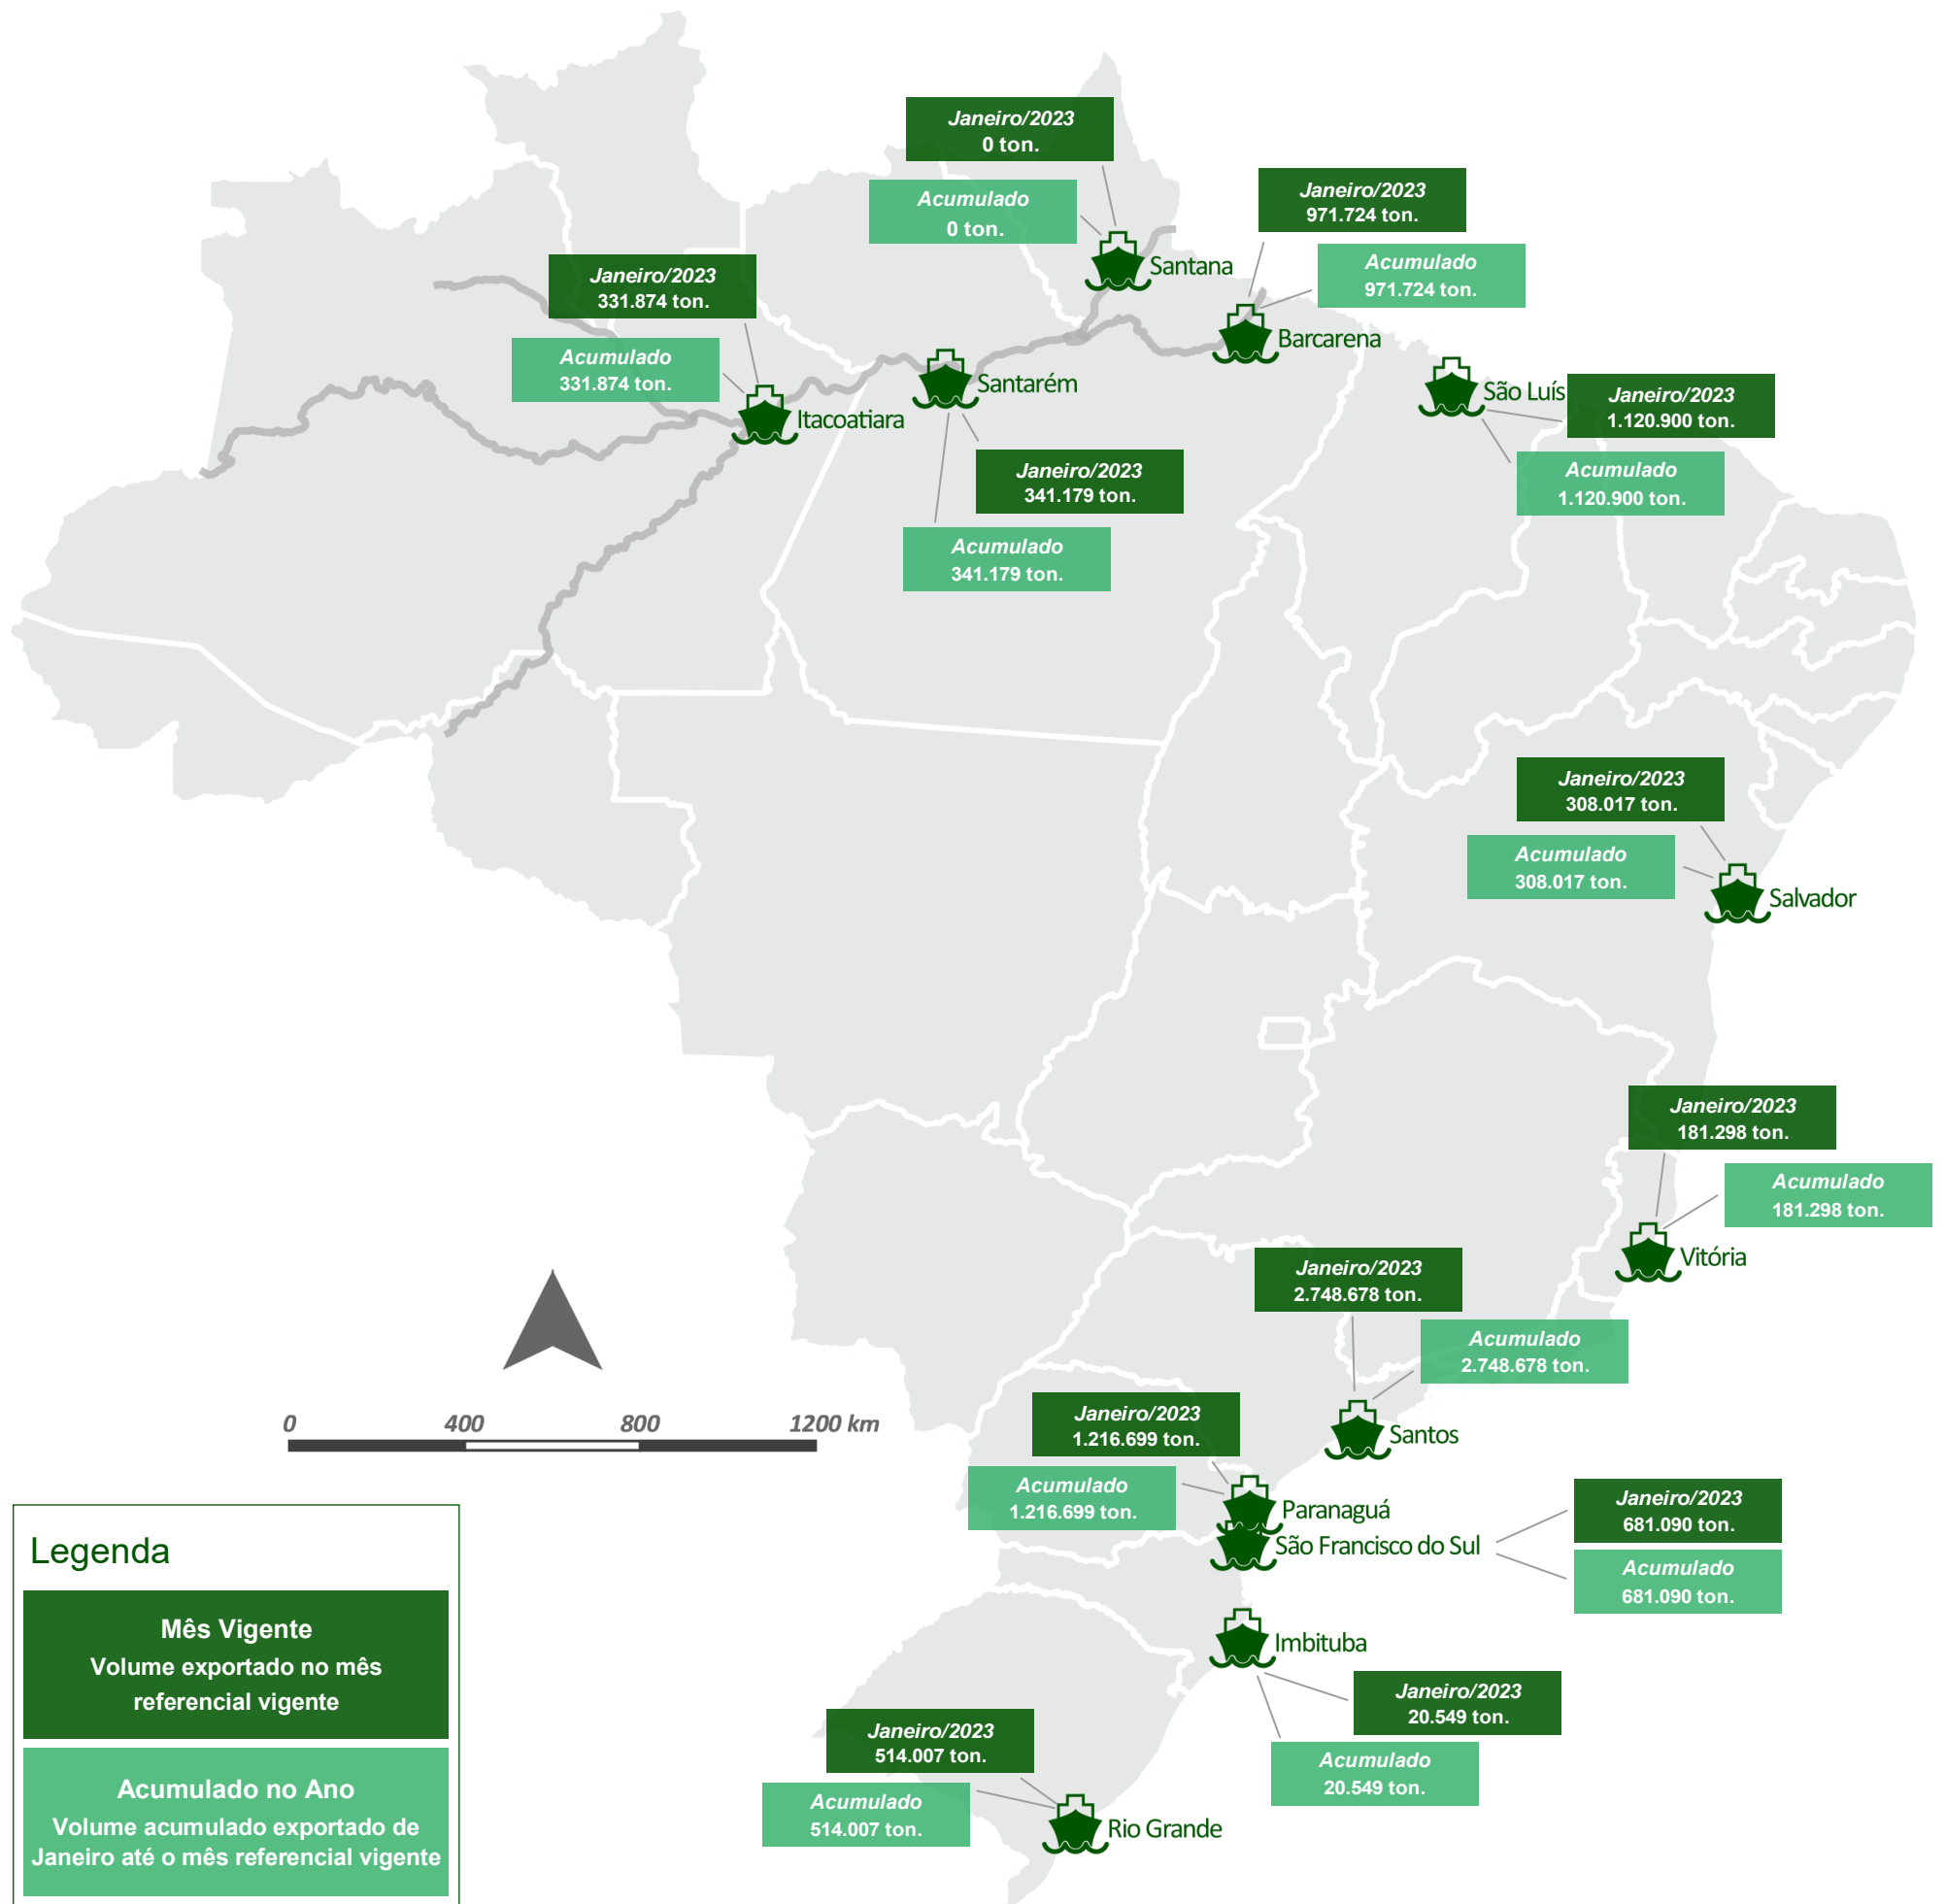 Janeiro/2023
0 ton.
Acumulado
0 ton.
Santana
Janeiro/2023
971.724 ton.
Acumulado
971.724 ton.
Barcarena
Janeiro/2023
331.874 ton.
Acumulado
331.874 ton.
Itacoatiara
Santarém
Janeiro/2023
341.179 ton.
Acumulado
341.179 ton.
São Luís
Janeiro/2023
1.120.900 ton.
Acumulado
1.120.900 ton.
Janeiro/2023
308.017 ton.
Acumulado
308.017 ton.
Salvador
Janeiro/2023
181.298 ton.
Acumulado
181.298 ton.
Vitória
Janeiro/2023
2.748.678 ton.
Acumulado
2.748.678 ton.
Santos
Janeiro/2023
1.216.699 ton.
Acumulado
1.216.699 ton.
Paranaguá
São Francisco do Sul
Janeiro/2023
681.090 ton.
Acumulado
681.090 ton.
Imbituba
Janeiro/2023
20.549 ton.
Acumulado
20.549 ton.
Janeiro/2023
514.007 ton.
Acumulado
514.007 ton.
Rio Grande
0 400 800 1200 km
Legenda
Mês Vigente
Volume exportado no mês
referencial vigente
Acumulado no Ano
Volume acumulado exportado de
Janeiro até o mês referencial vigente